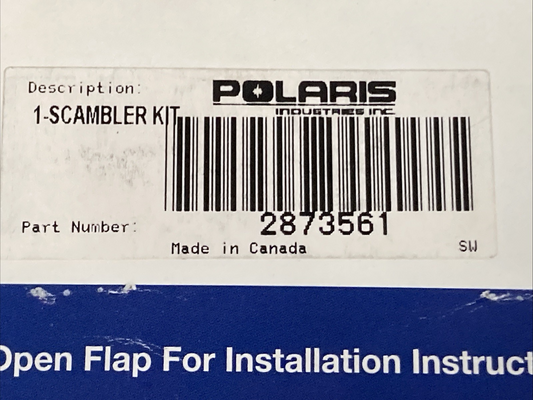 Description:
POLARIS
INDUSTRIES INC.
1-SCAMBLER KIT
Part Number:
2873561
Made in Canada
SW
Open Flap For Installation Instruct